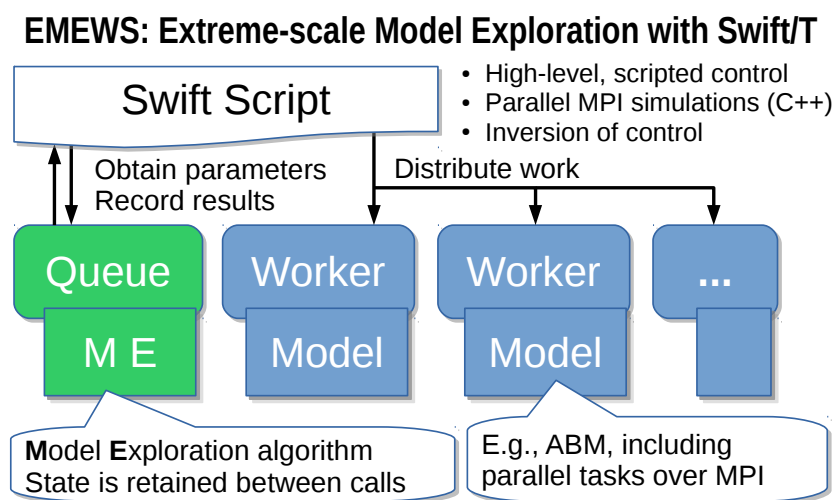 EMEWS: Extreme-scale Model Exploration with Swift/T
Swift Script
• High-level, scripted control
• Parallel MPI simulations (C++)
• Inversion of control
Obtain parameters
Record results
Distribute work
Queue
Worker
Worker
...
M E
Model
Model
Model Exploration algorithm
State is retained between calls
E.g., ABM, including
parallel tasks over MPI